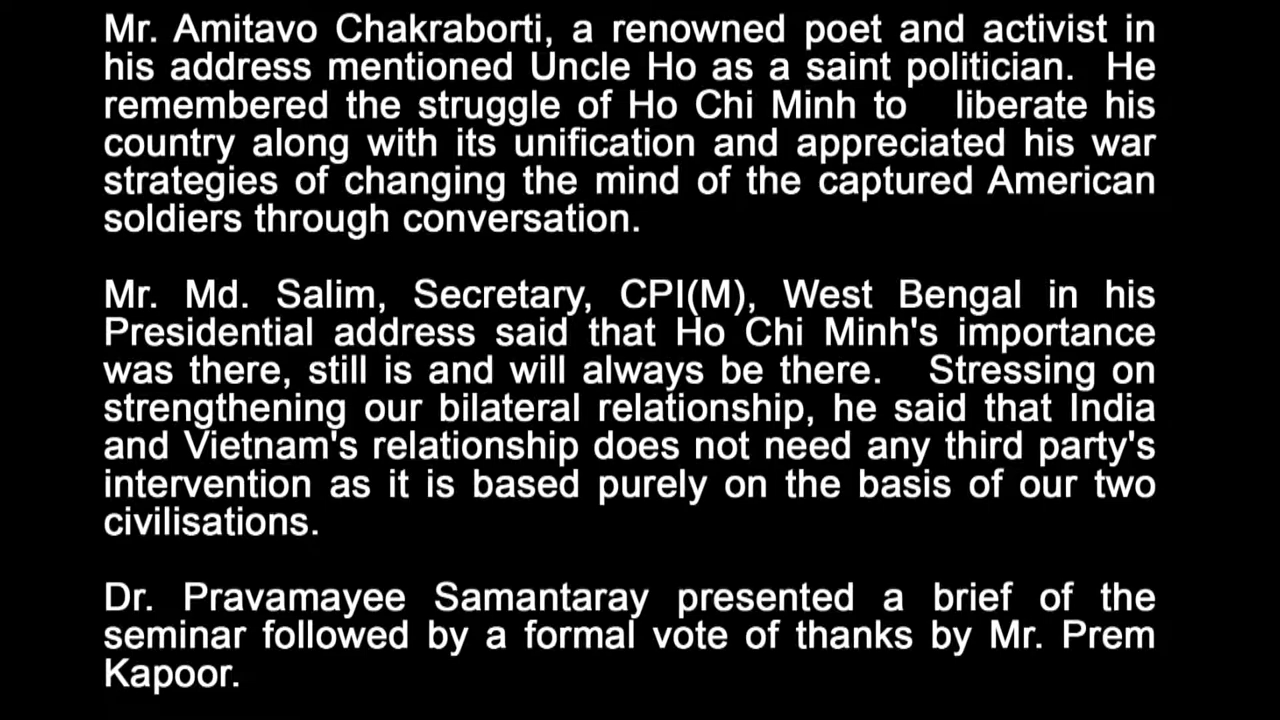 Mr. Amitavo Chakraborti, a renowned poet and activist in
his address mentioned Uncle Ho as a saint politician. He
remembered the struggle of Ho Chi Minh to liberate his
country along with its unification and appreciated his war
strategies of changing the mind of the captured American
soldiers through conversation.
Mr. Md. Salim, Secretary, CPI(M), West Bengal in his
Presidential address said that Ho Chi Minh's importance
was there, still is and will always be there. Stressing on
strengthening our bilateral relationship, he said that India
and Vietnam's relationship does not need any third party's
intervention as it is based purely on the basis of our two
civilisations.
Dr. Pravamayee Samantaray presented a brief of the
seminar followed by a formal vote of thanks by Mr. Prem
Kapoor.